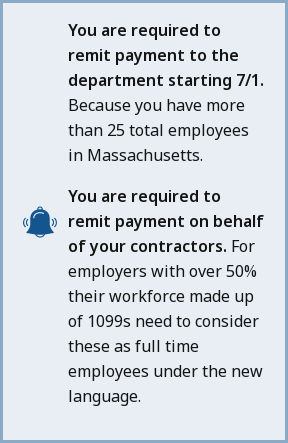 You are required to
remit payment to the
department starting 7/1.
Because you have more
than 25 total employees
in Massachusetts.
You are required to
remit payment on behalf
of your contractors. For
employers with over 50%
their workforce made up
of 1099s need to consider
these as full time
employees under the new
language.